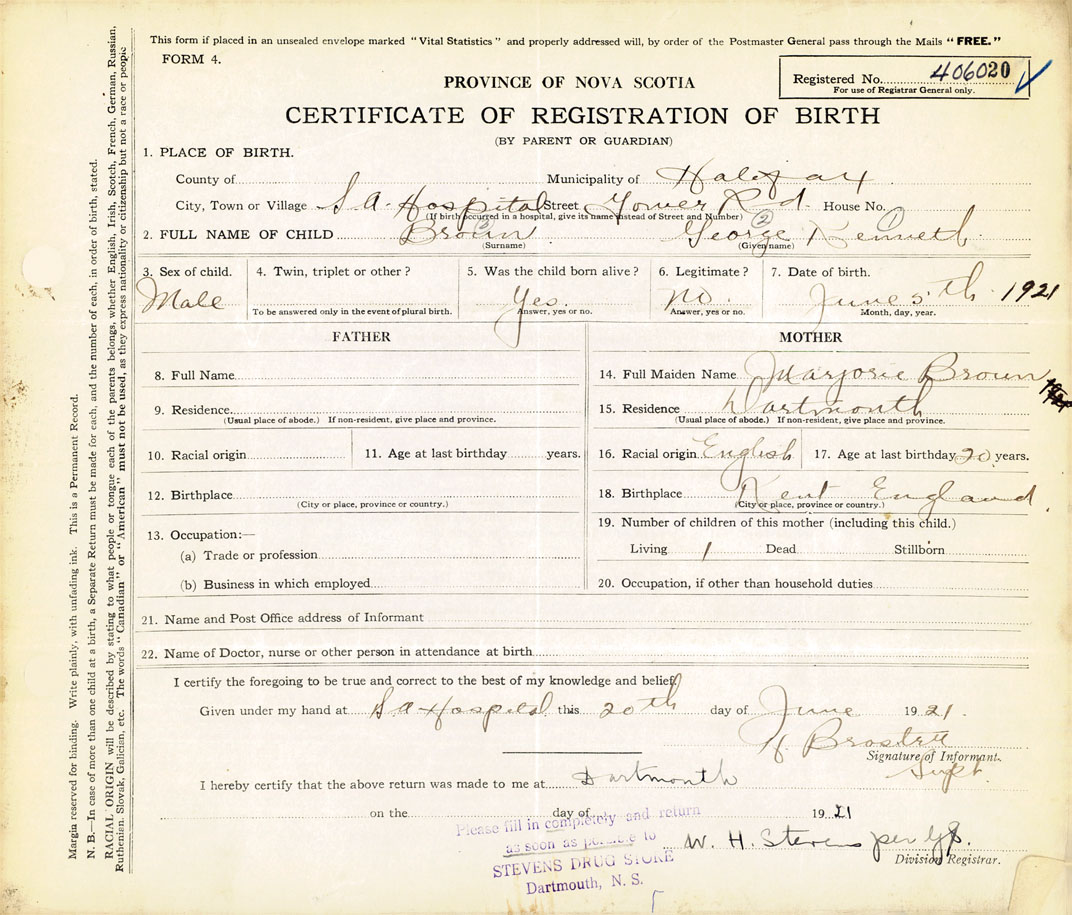 This form if placed in an unsealed envelope marked "Vital Statistics" and properly addressed will, by order of the Postmaster General pass through the Mails "FREE."
FORM 4.
Registered No. 406020
For use of Registrar General only.
PROVINCE OF NOVA SCOTIA
CERTIFICATE OF REGISTRATION OF BIRTH
(BY PARENT OR GUARDIAN)
1. PLACE OF BIRTH.
County of Municipality of Halifax
City, Town or Village S A Hospital Street Tower Rd House No.
(If birth occurred in a hospital, give its name instead of Street and Number)
2. FULL NAME OF CHILD Brown George Kenneth
(Surname) (Given name)
3. Sex of child. 4. Twin, triplet or other? 5. Was the child born alive? 6. Legitimate? 7. Date of birth.
Male Yes. No. June 5th 1921
To be answered only in the event of plural birth. Answer, yes or no. Answer, yes or no. Month, day, year.
FATHER
8. Full Name
9. Residence
(Usual place of abode.) If non-resident, give place and province.
10. Racial origin 11. Age at last birthday years.
12. Birthplace
(City or place, province or country.)
13. Occupation:—
(a) Trade or profession
(b) Business in which employed
MOTHER
14. Full Maiden Name Marjorie Brown
15. Residence Dartmouth
(Usual place of abode.) If non-resident, give place and province.
16. Racial origin English 17. Age at last birthday 20 years.
18. Birthplace Kent England
(City or place, province or country.)
19. Number of children of this mother (including this child.)
Living 1 Dead Stillborn
20. Occupation, if other than household duties
21. Name and Post Office address of Informant
22. Name of Doctor, nurse or other person in attendance at birth
I certify the foregoing to be true and correct to the best of my knowledge and belief.
Given under my hand at S A Hospital this 20th day of June 1921.
Signature of Informant.
Supt.
I hereby certify that the above return was made to me at Dartmouth
on the day of 1921
W. H. Stevens per
Division Registrar.
Please fill in completely and return
as soon as possible to
STEVENS DRUG STORE
Dartmouth, N. S.
Margia reserved for binding. Write plainly, with unfading ink. This is a Permanent Record.
N. B.—In case of more than one child at a birth, a Separate Return must be made for each, and the number of each, in order of birth, stated.
RACIAL ORIGIN will be described by stating to what people or tongue each of the parents belongs, whether English, Irish, Scotch, French, German, Russian.
Ruthenian. Slovak, Galician, etc. The words "Canadian" or "American" must not be used, as they express nationality or citizenship but not a race or people